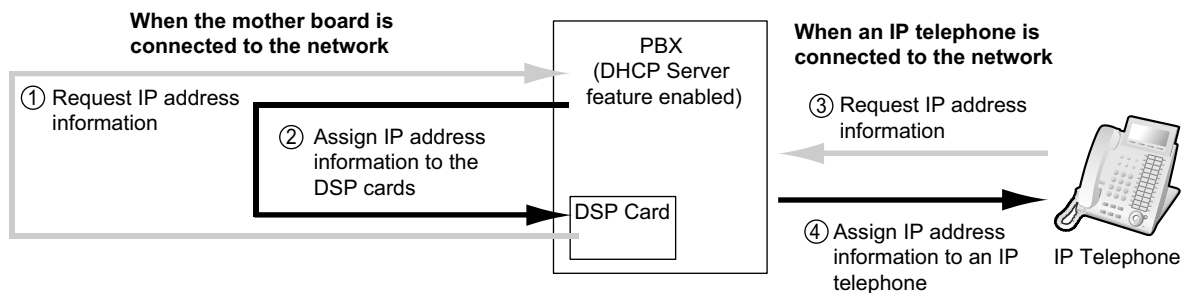 When the mother board is
connected to the network
① Request IP address
information
② Assign IP address
information to the
DSP cards
PBX
(DHCP Server
feature enabled)
DSP Card
When an IP telephone is
connected to the network
③ Request IP address
information
④ Assign IP address
information to an IP
telephone
IP Telephone